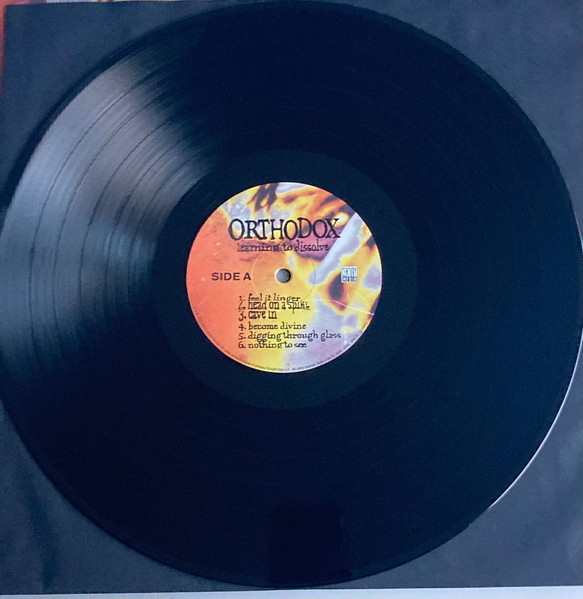 ORTHODOX
learning to dissolve
SIDE A
1. feel it linger
2. head on a spike
3. cave in
4. become divine
5. digging through glass
6. nothing to see